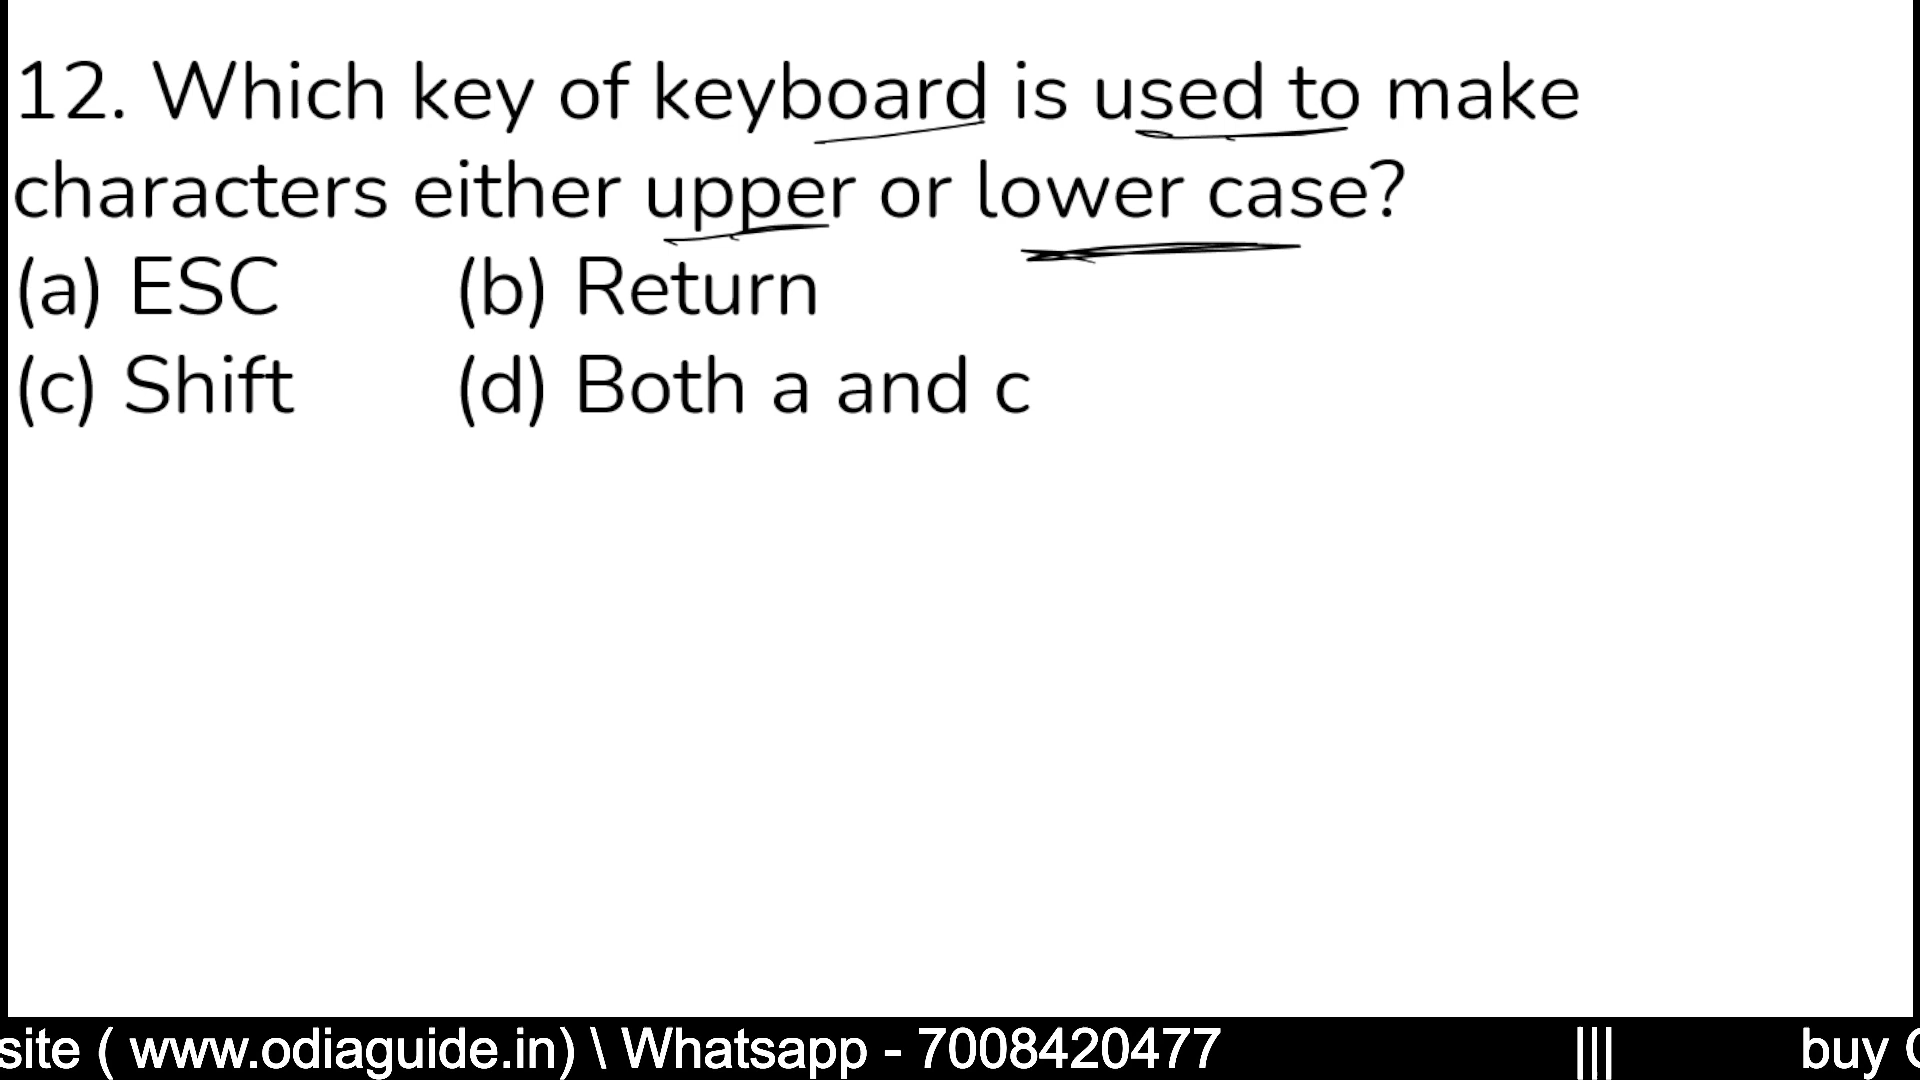 12. Which key of keyboard is used to make
characters either upper or lower case?
(a) ESC (b) Return
(c) Shift (d) Both a and c
site ( www.odiaguide.in) \ Whatsapp - 7008420477 ||| buy